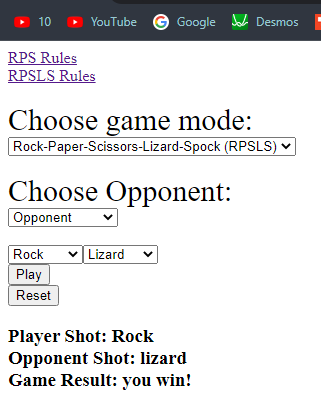 10 YouTube Google Desmos
RPS Rules
RPSLS Rules
Choose game mode:
Rock-Paper-Scissors-Lizard-Spock (RPSLS)
Choose Opponent:
Opponent
Rock Lizard
Play
Reset
Player Shot: Rock
Opponent Shot: lizard
Game Result: you win!